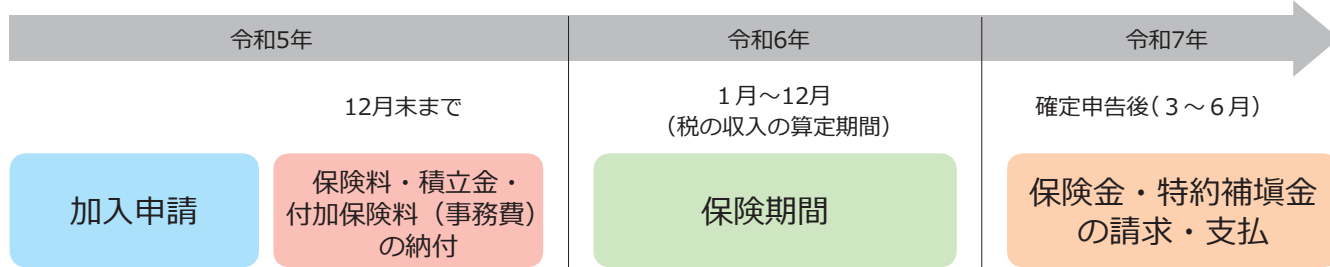 令和5年
令和6年
令和7年
12月末まで
１月～12月
（税の収入の算定期間）
確定申告後（３～６月）
加入申請
保険料・積立金・
付加保険料（事務費）
の納付
保険期間
保険金・特約補塡金
の請求・支払